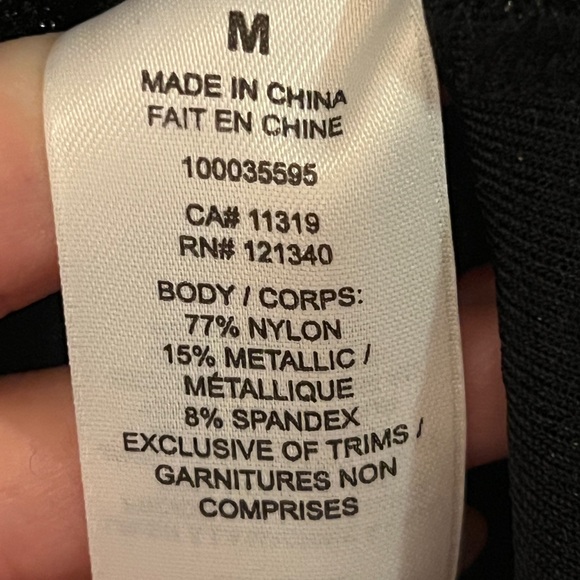 M
MADE IN CHINA
FAIT EN CHINE
100035595
CA# 11319
RN# 121340
BODY / CORPS:
77% NYLON
15% METALLIC /
MÉTALLIQUE
8% SPANDEX
EXCLUSIVE OF TRIMS /
GARNITURES NON
COMPRISES